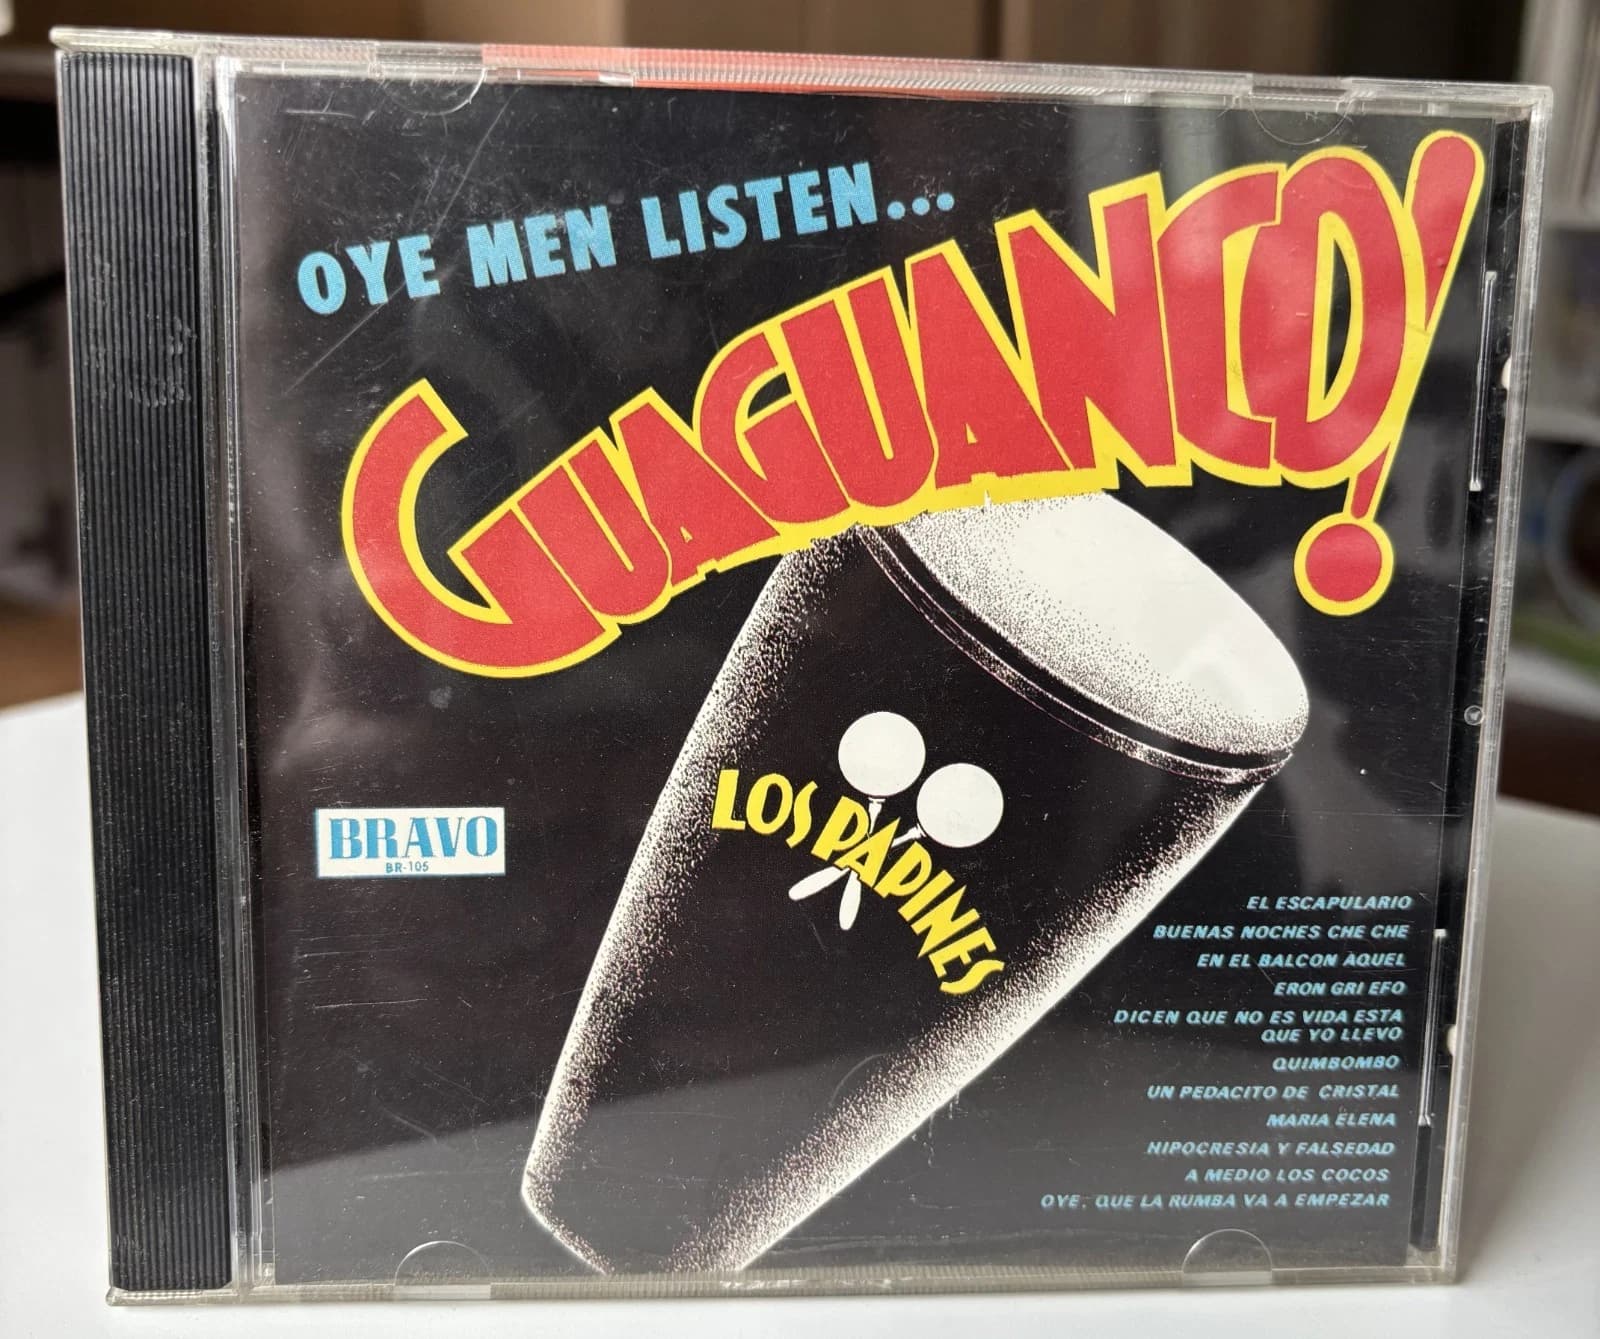 OYE MEN LISTEN...
GUAGUANCO!
LOS PAPINES
BRAVO
BR-105
EL ESCAPULARIO
BUENAS NOCHES CHE CHE
EN EL BALCON AQUEL
ERON GRI EFO
DICEN QUE NO ES VIDA ESTA
QUE YO LLEVO
QUIMBOMBO
UN PEDACITO DE CRISTAL
MARIA ELENA
HIPOCRESIA Y FALSEDAD
A MEDIO LOS COCOS
OYE, QUE LA RUMBA VA A EMPEZAR